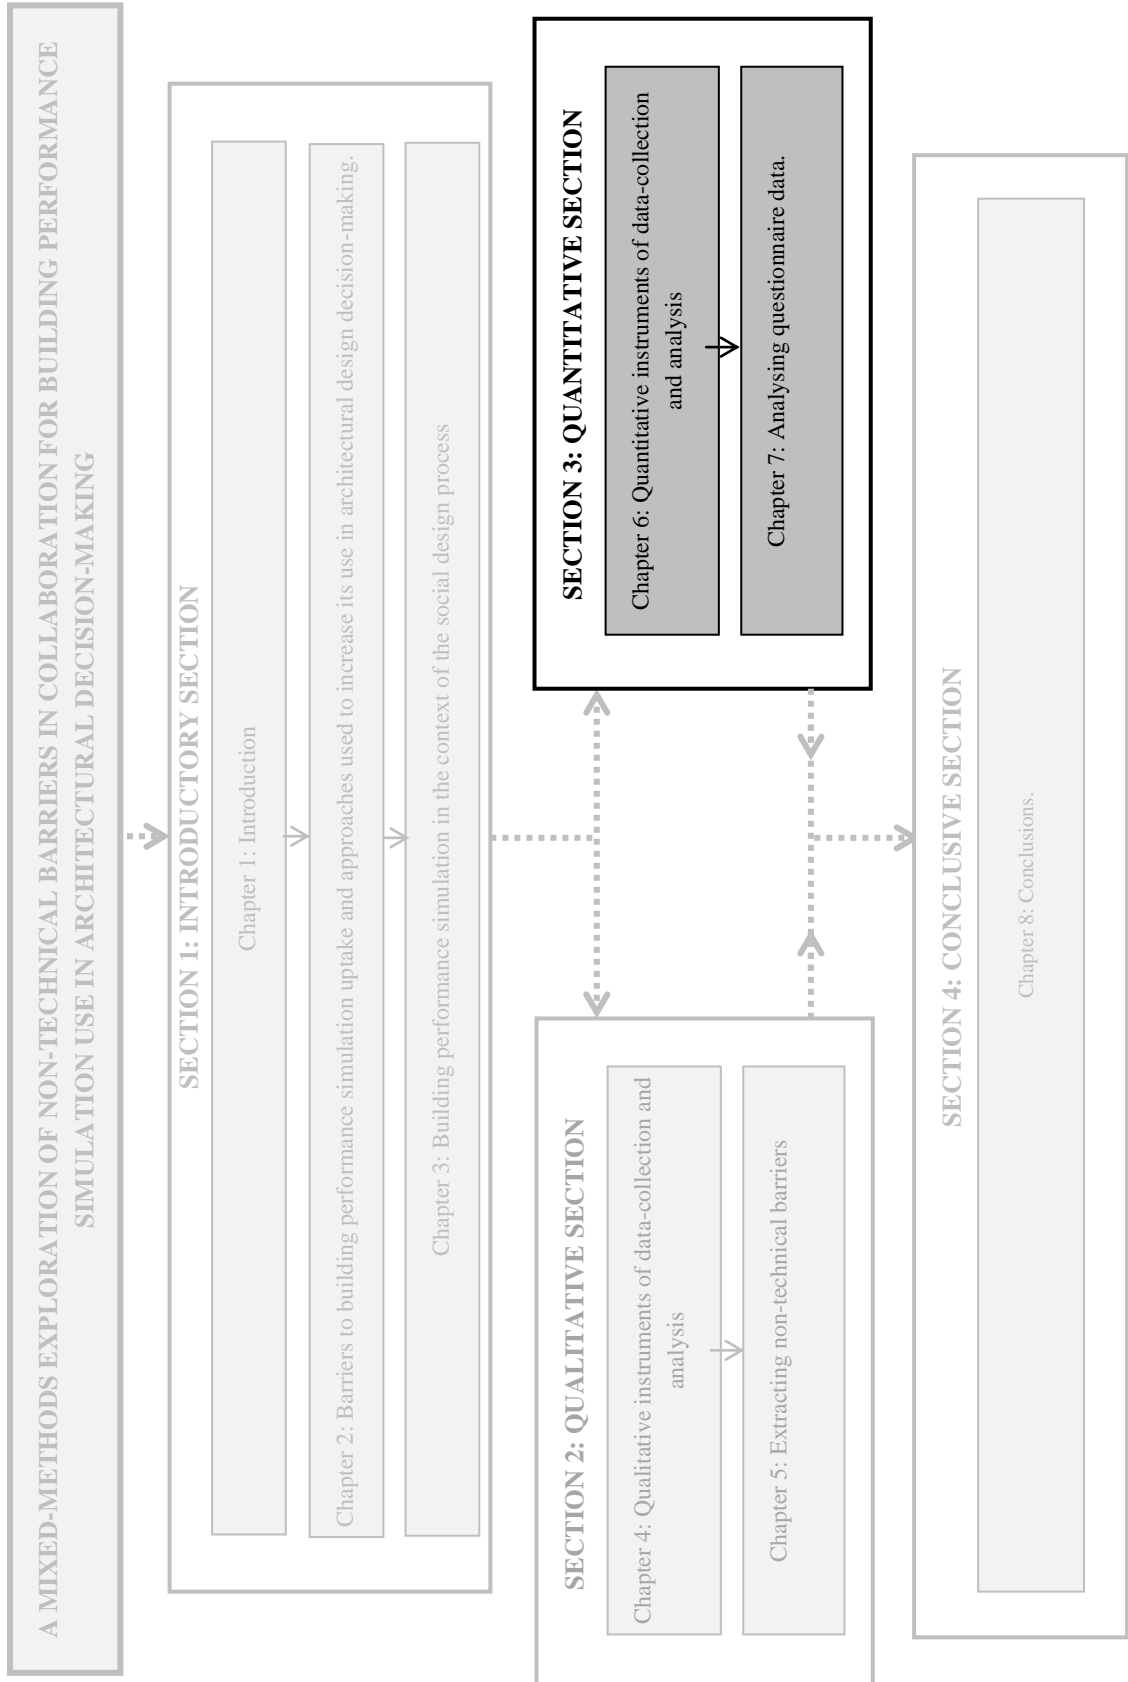 A MIXED-METHODS EXPLORATION OF NON-TECHNICAL BARRIERS IN COLLABORATION FOR BUILDING PERFORMANCE
SIMULATION USE IN ARCHITECTURAL DECISION-MAKING
SECTION 1: INTRODUCTORY SECTION
Chapter 1: Introduction
Chapter 2: Barriers to building performance simulation uptake and approaches used to increase its use in architectural design decision-making.
Chapter 3: Building performance simulation in the context of the social design process
SECTION 2: QUALITATIVE SECTION
Chapter 4: Qualitative instruments of data-collection and
analysis
Chapter 5: Extracting non-technical barriers
SECTION 3: QUANTITATIVE SECTION
Chapter 6: Quantitative instruments of data-collection
and analysis
Chapter 7: Analysing questionnaire data.
SECTION 4: CONCLUSIVE SECTION
Chapter 8: Conclusions.